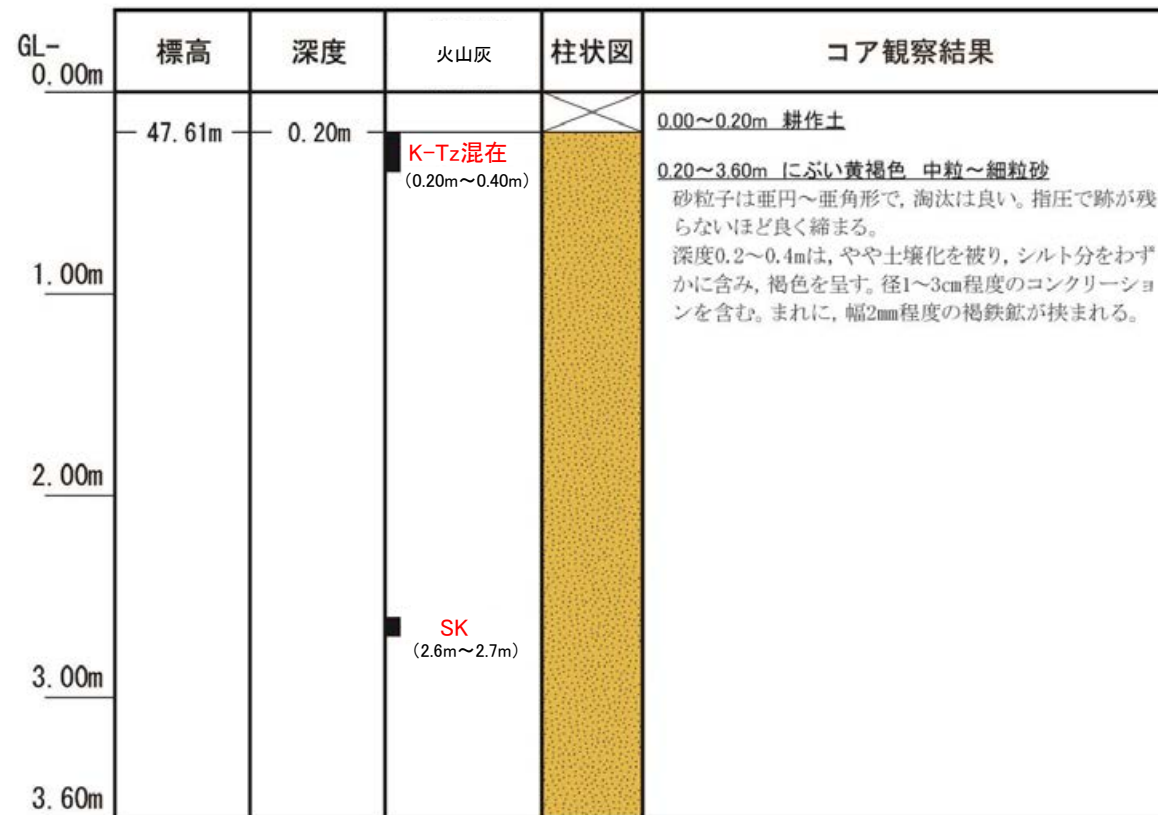 GL-
0.00m
標高
深度
火山灰
柱状図
コア観察結果
47.61m
0.20m
K-Tz混在
(0.20m～0.40m)
0.00～0.20m 耕作土
0.20～3.60m にぶい黄褐色 中粒～細粒砂
砂粒子は亜円～亜角形で, 淘汰は良い。指圧で跡が残
らないほど良く締まる。
深度0.2～0.4mは, やや土壌化を被り, シルト分をわず
かに含み, 褐色を呈す。径1～3㎝程度のコンクリーショ
ンを含む。まれに, 幅2㎜程度の褐鉄鉱が挟まれる。
1.00m
2.00m
SK
(2.6m～2.7m)
3.00m
3.60m